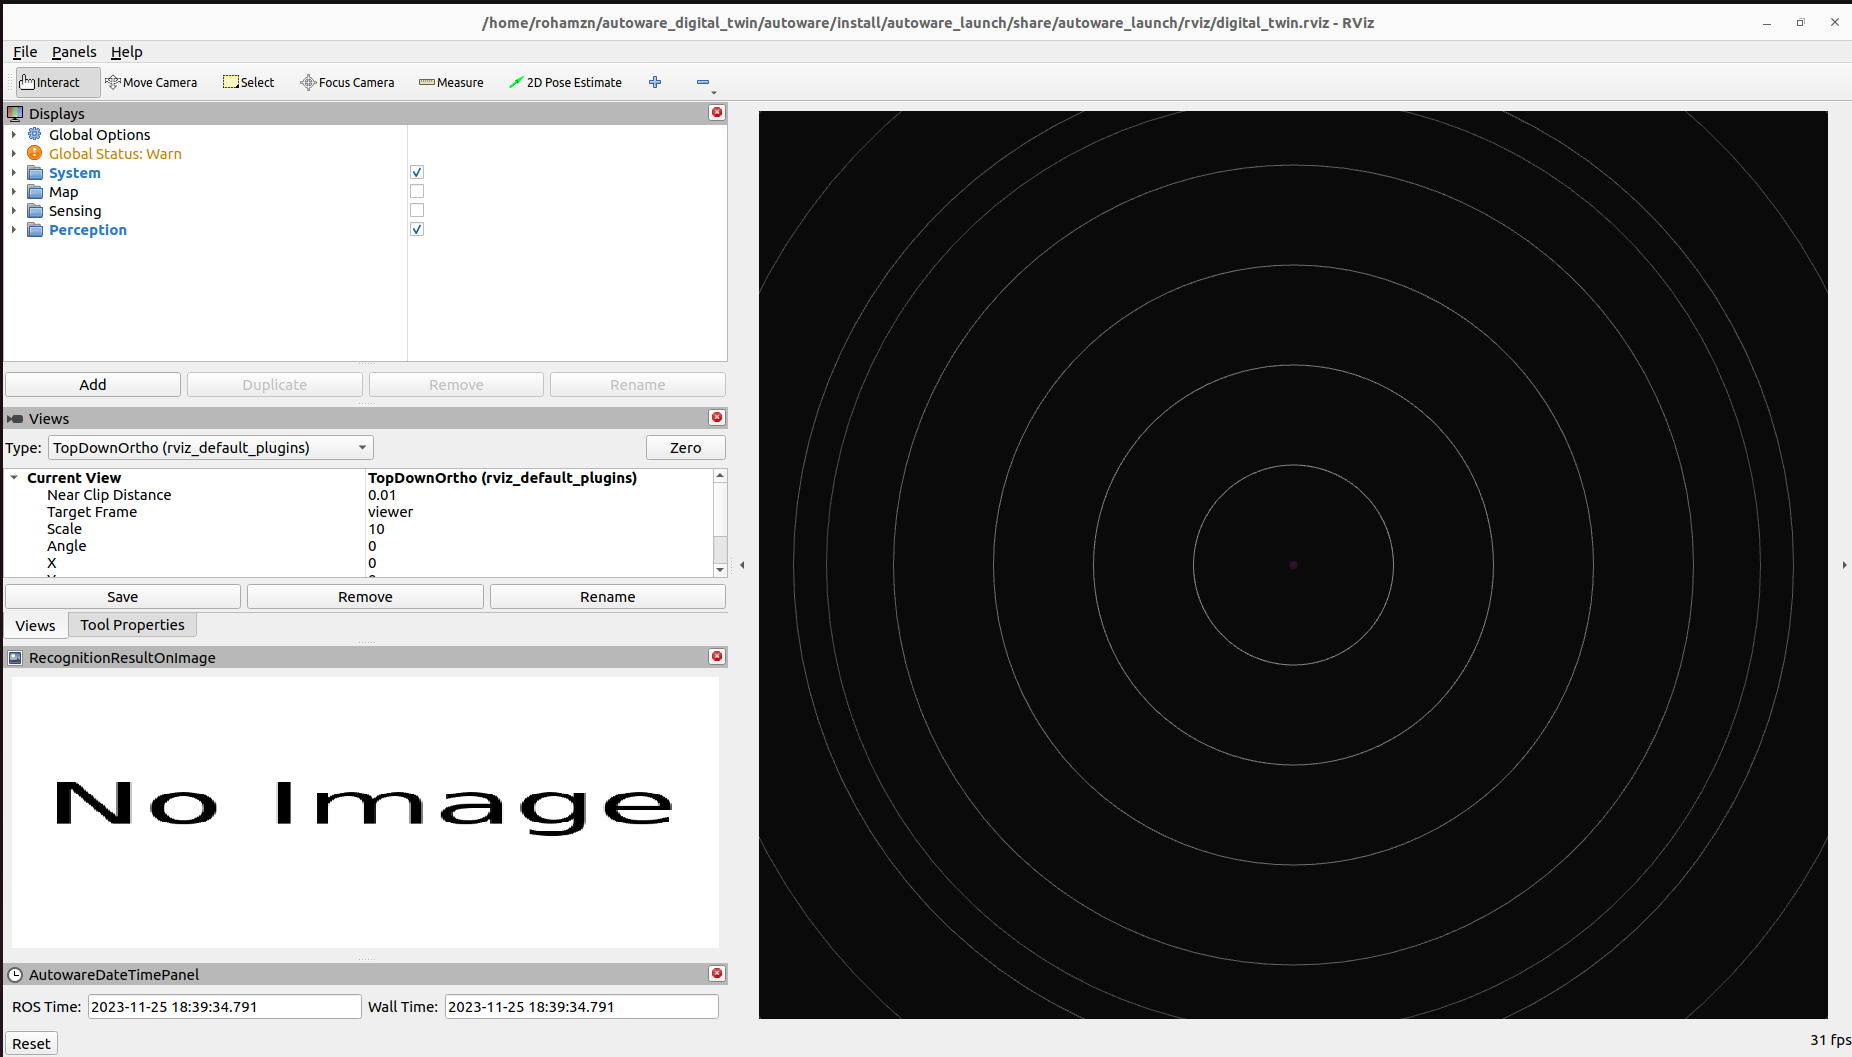 /home/rohamzn/autoware_digital_twin/autoware/install/autoware_launch/share/autoware_launch/rviz/digital_twin.rviz - RViz
File Panels Help
Interact Move Camera Select Focus Camera Measure 2D Pose Estimate
Displays
Global Options
Global Status: Warn
System
Map
Sensing
Perception
Add Duplicate Remove Rename
Views
Type: TopDownOrtho (rviz_default_plugins) Zero
Current View TopDownOrtho (rviz_default_plugins)
Near Clip Distance 0.01
Target Frame viewer
Scale 10
Angle 0
X 0
Save Remove Rename
Views Tool Properties
RecognitionResultOnImage
No Image
AutowareDateTimePanel
ROS Time: 2023-11-25 18:39:34.791 Wall Time: 2023-11-25 18:39:34.791
Reset 31 fps